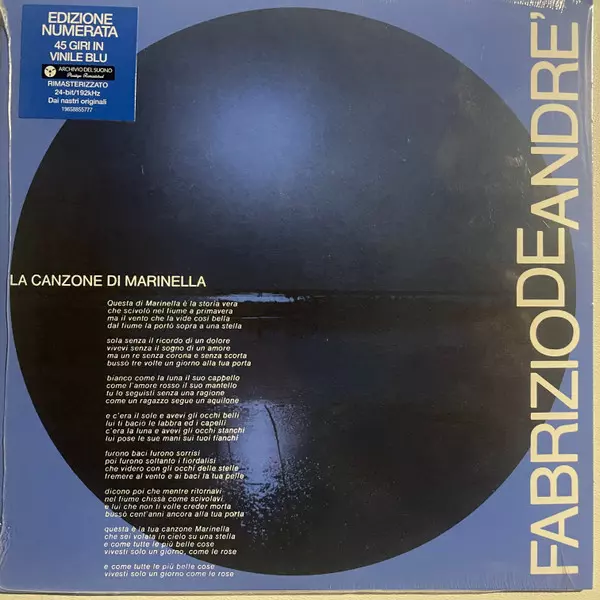 EDIZIONE
NUMERATA
45 GIRI IN
VINILE BLU
ARCHIVIO DEL SUONO
Prestige Remastered
RIMASTERIZZATO
24-bit/192kHz
Dai nastri originali
19658855777
FABRIZIO DE ANDRE'
LA CANZONE DI MARINELLA
Questa di Marinella è la storia vera
che scivolò nel fiume a primavera
ma il vento che la vide così bella
dal fiume la portò sopra a una stella
sola senza il ricordo di un dolore
vivevi senza il sogno di un amore
ma un re senza corona e senza scorta
bussò tre volte un giorno alla tua porta
bianco come la luna il suo cappello
come l'amore rosso il suo mantello
tu lo seguisti senza una ragione
come un ragazzo segue un aquilone
e c'era il sole e avevi gli occhi belli
lui ti baciò le labbra ed i capelli
c'era la luna e avevi gli occhi stanchi
lui pose le sue mani sui tuoi fianchi
furono baci furono sorrisi
poi furono soltanto i fiordalisi
che videro con gli occhi delle stelle
fremere al vento e ai baci la tua pelle
dicono poi che mentre ritornavi
nel fiume chissà come scivolavi
e lui che non ti volle creder morta
bussò cent'anni ancora alla tua porta
questa è la tua canzone Marinella
che sei volata in cielo su una stella
e come tutte le più belle cose
vivesti solo un giorno, come le rose
e come tutte le più belle cose
vivesti solo un giorno come le rose